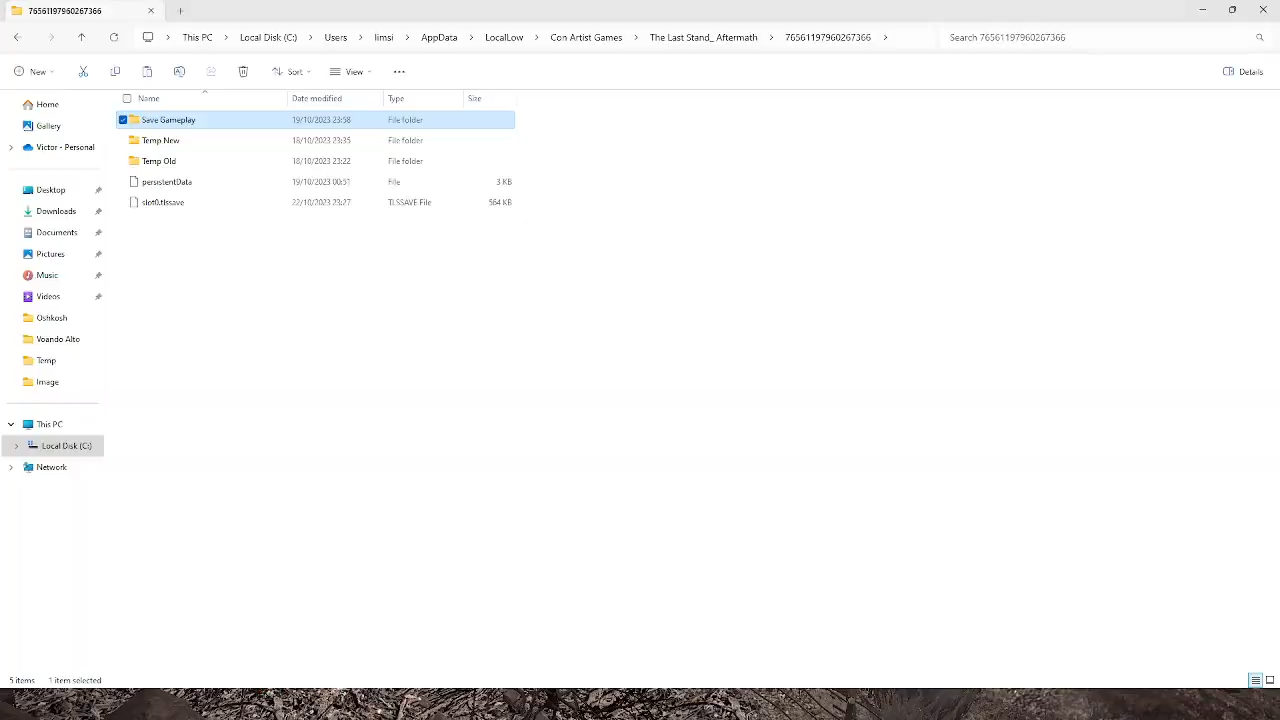 76561197960267366
This PC > Local Disk (C:) > Users > limsi > AppData > LocalLow > Con Artist Games > The Last Stand_ Aftermath > 76561197960267366 >
Search 76561197960267366
New
Sort
View
Details
Name Date modified Type Size
Save Gameplay 19/10/2023 23:58 File folder
Temp New 18/10/2023 23:35 File folder
Temp Old 18/10/2023 23:22 File folder
persistentData 19/10/2023 00:51 File 3 KB
slot0.tlssave 22/10/2023 23:27 TLSSAVE File 564 KB
Home
Gallery
Victor - Personal
Desktop
Downloads
Documents
Pictures
Music
Videos
Oshkosh
Voando Alto
Temp
Image
This PC
Local Disk (C:)
Network
5 items 1 item selected